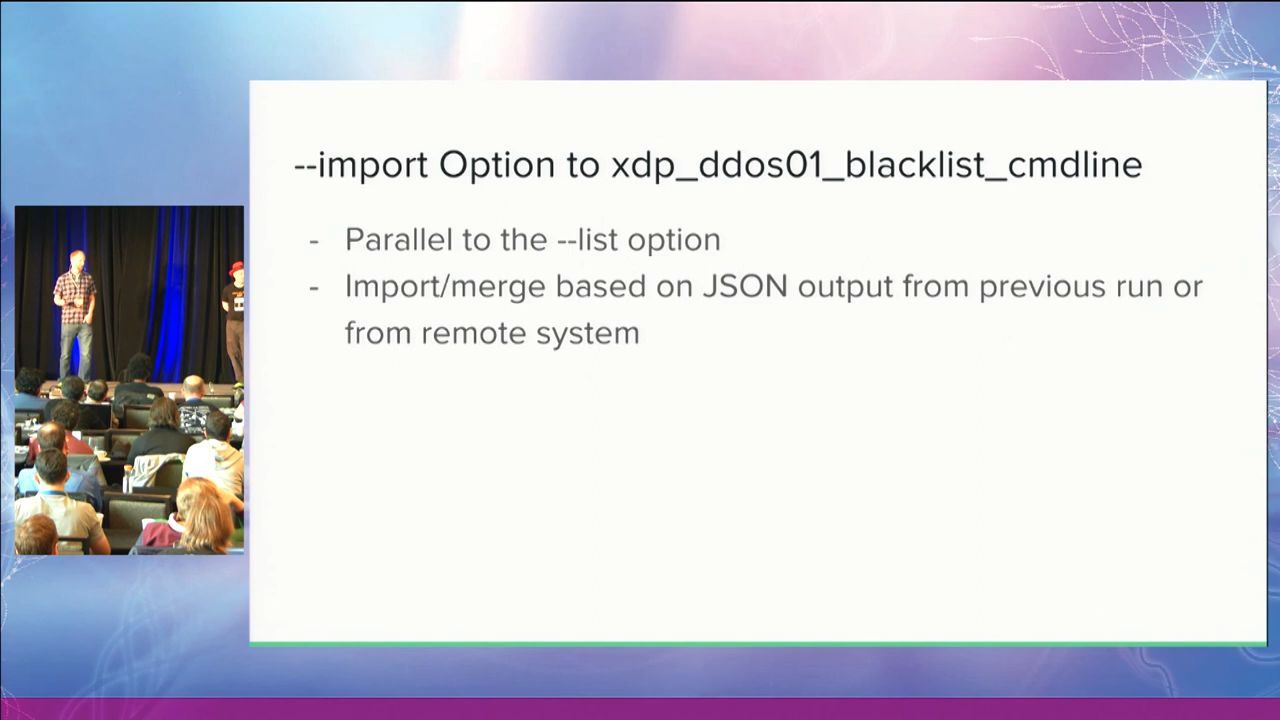 --import Option to xdp_ddos01_blacklist_cmdline
- Parallel to the --list option
- Import/merge based on JSON output from previous run or
from remote system